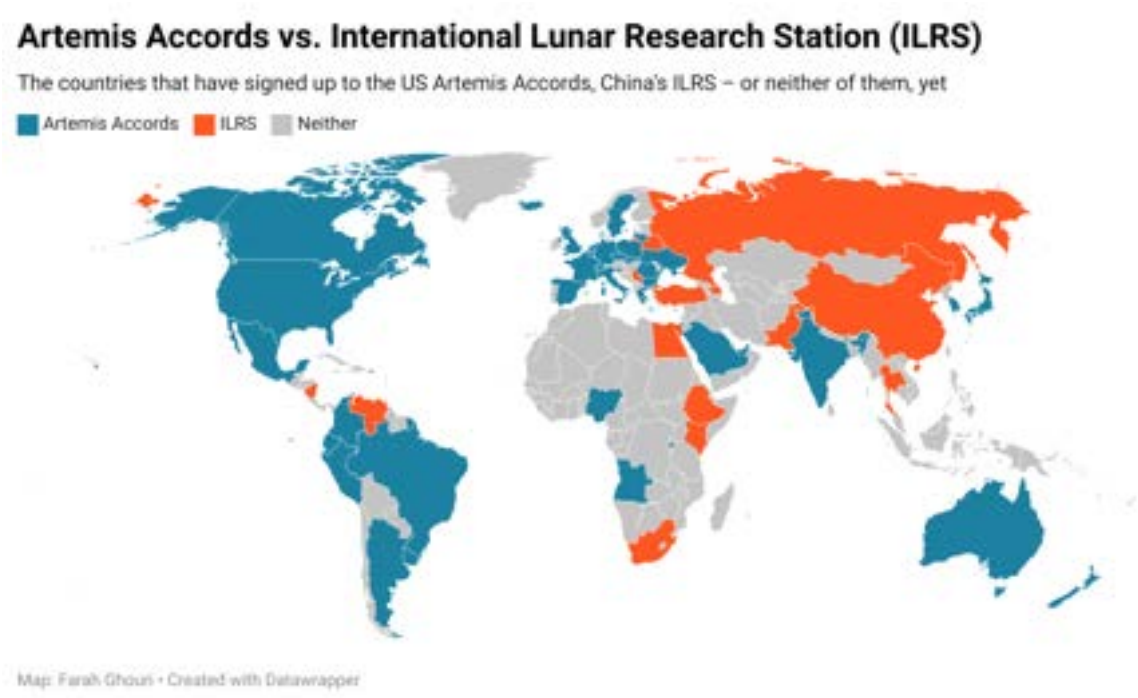 Artemis Accords vs. International Lunar Research Station (ILRS)
The countries that have signed up to the US Artemis Accords, China's ILRS – or neither of them, yet
Artemis Accords ILRS Neither
Map: Farah Ghouri • Created with Datawrapper